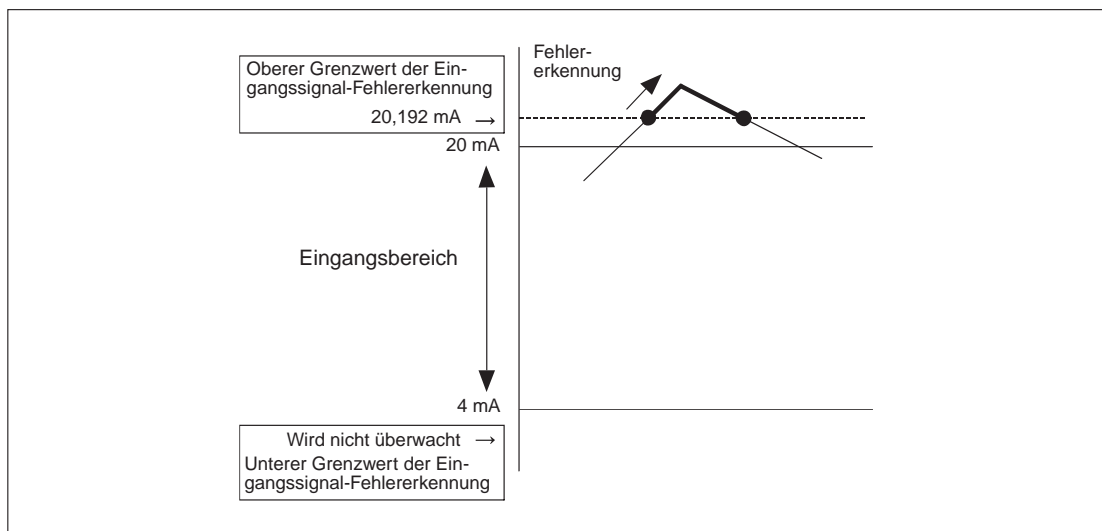 Oberer Grenzwert der Ein-
gangssignal-Fehlererkennung
20,192 mA →
Fehler-
erkennung
20 mA
Eingangsbereich
4 mA
Wird nicht überwacht →
Unterer Grenzwert der Ein-
gangssignal-Fehlererkennung